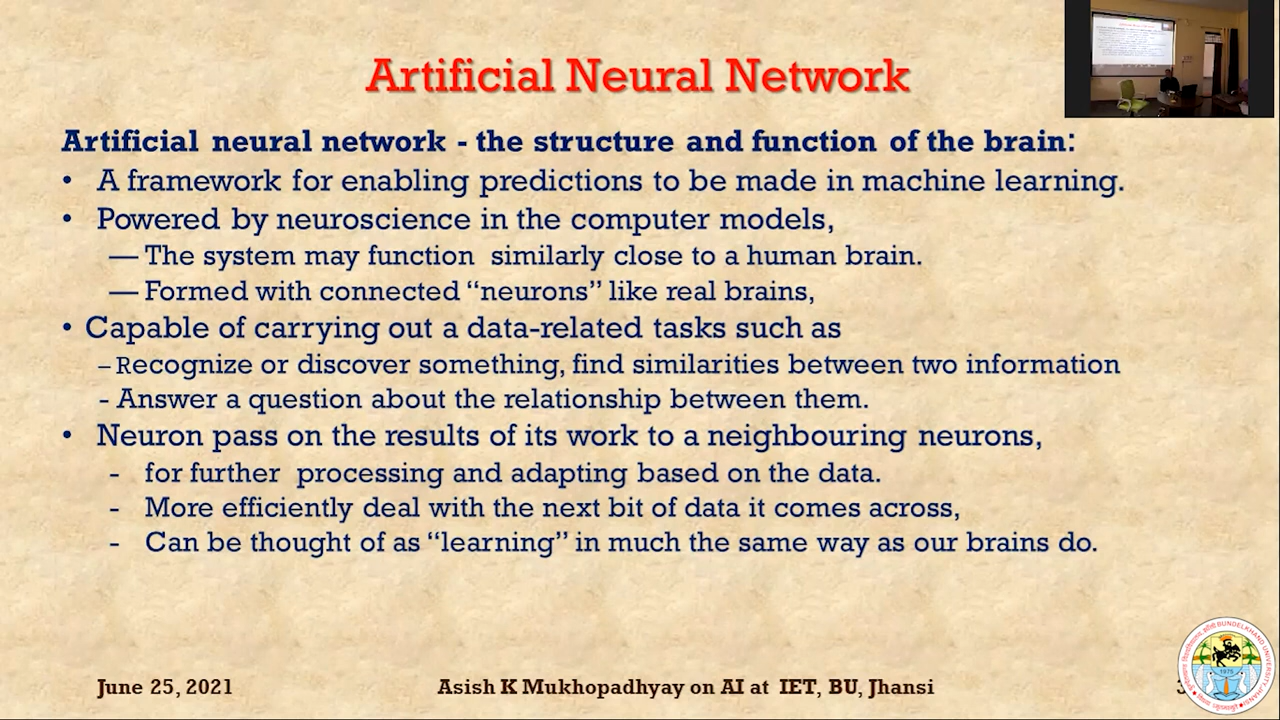 Artificial Neural Network
Artificial neural network - the structure and function of the brain:
• A framework for enabling predictions to be made in machine learning.
• Powered by neuroscience in the computer models,
— The system may function similarly close to a human brain.
— Formed with connected “neurons” like real brains,
• Capable of carrying out a data-related tasks such as
– Recognize or discover something, find similarities between two information
- Answer a question about the relationship between them.
• Neuron pass on the results of its work to a neighbouring neurons,
- for further processing and adapting based on the data.
- More efficiently deal with the next bit of data it comes across,
- Can be thought of as “learning” in much the same way as our brains do.
June 25, 2021
Asish K Mukhopadhyay on AI at IET, BU, Jhansi
BUNDELKHAND UNIVERSITY JHANSI
1975